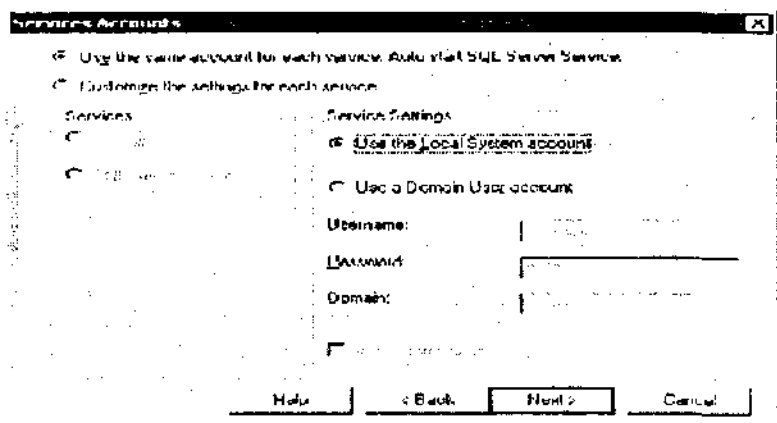 Services Accounts
Use the same account for each service. Auto start SQL Server Service.
Customize the settings for each service.
Services
Service Settings
Use the Local System account
Use a Domain User account
Username:
Password:
Domain:
Help
< Back
Next >
Cancel